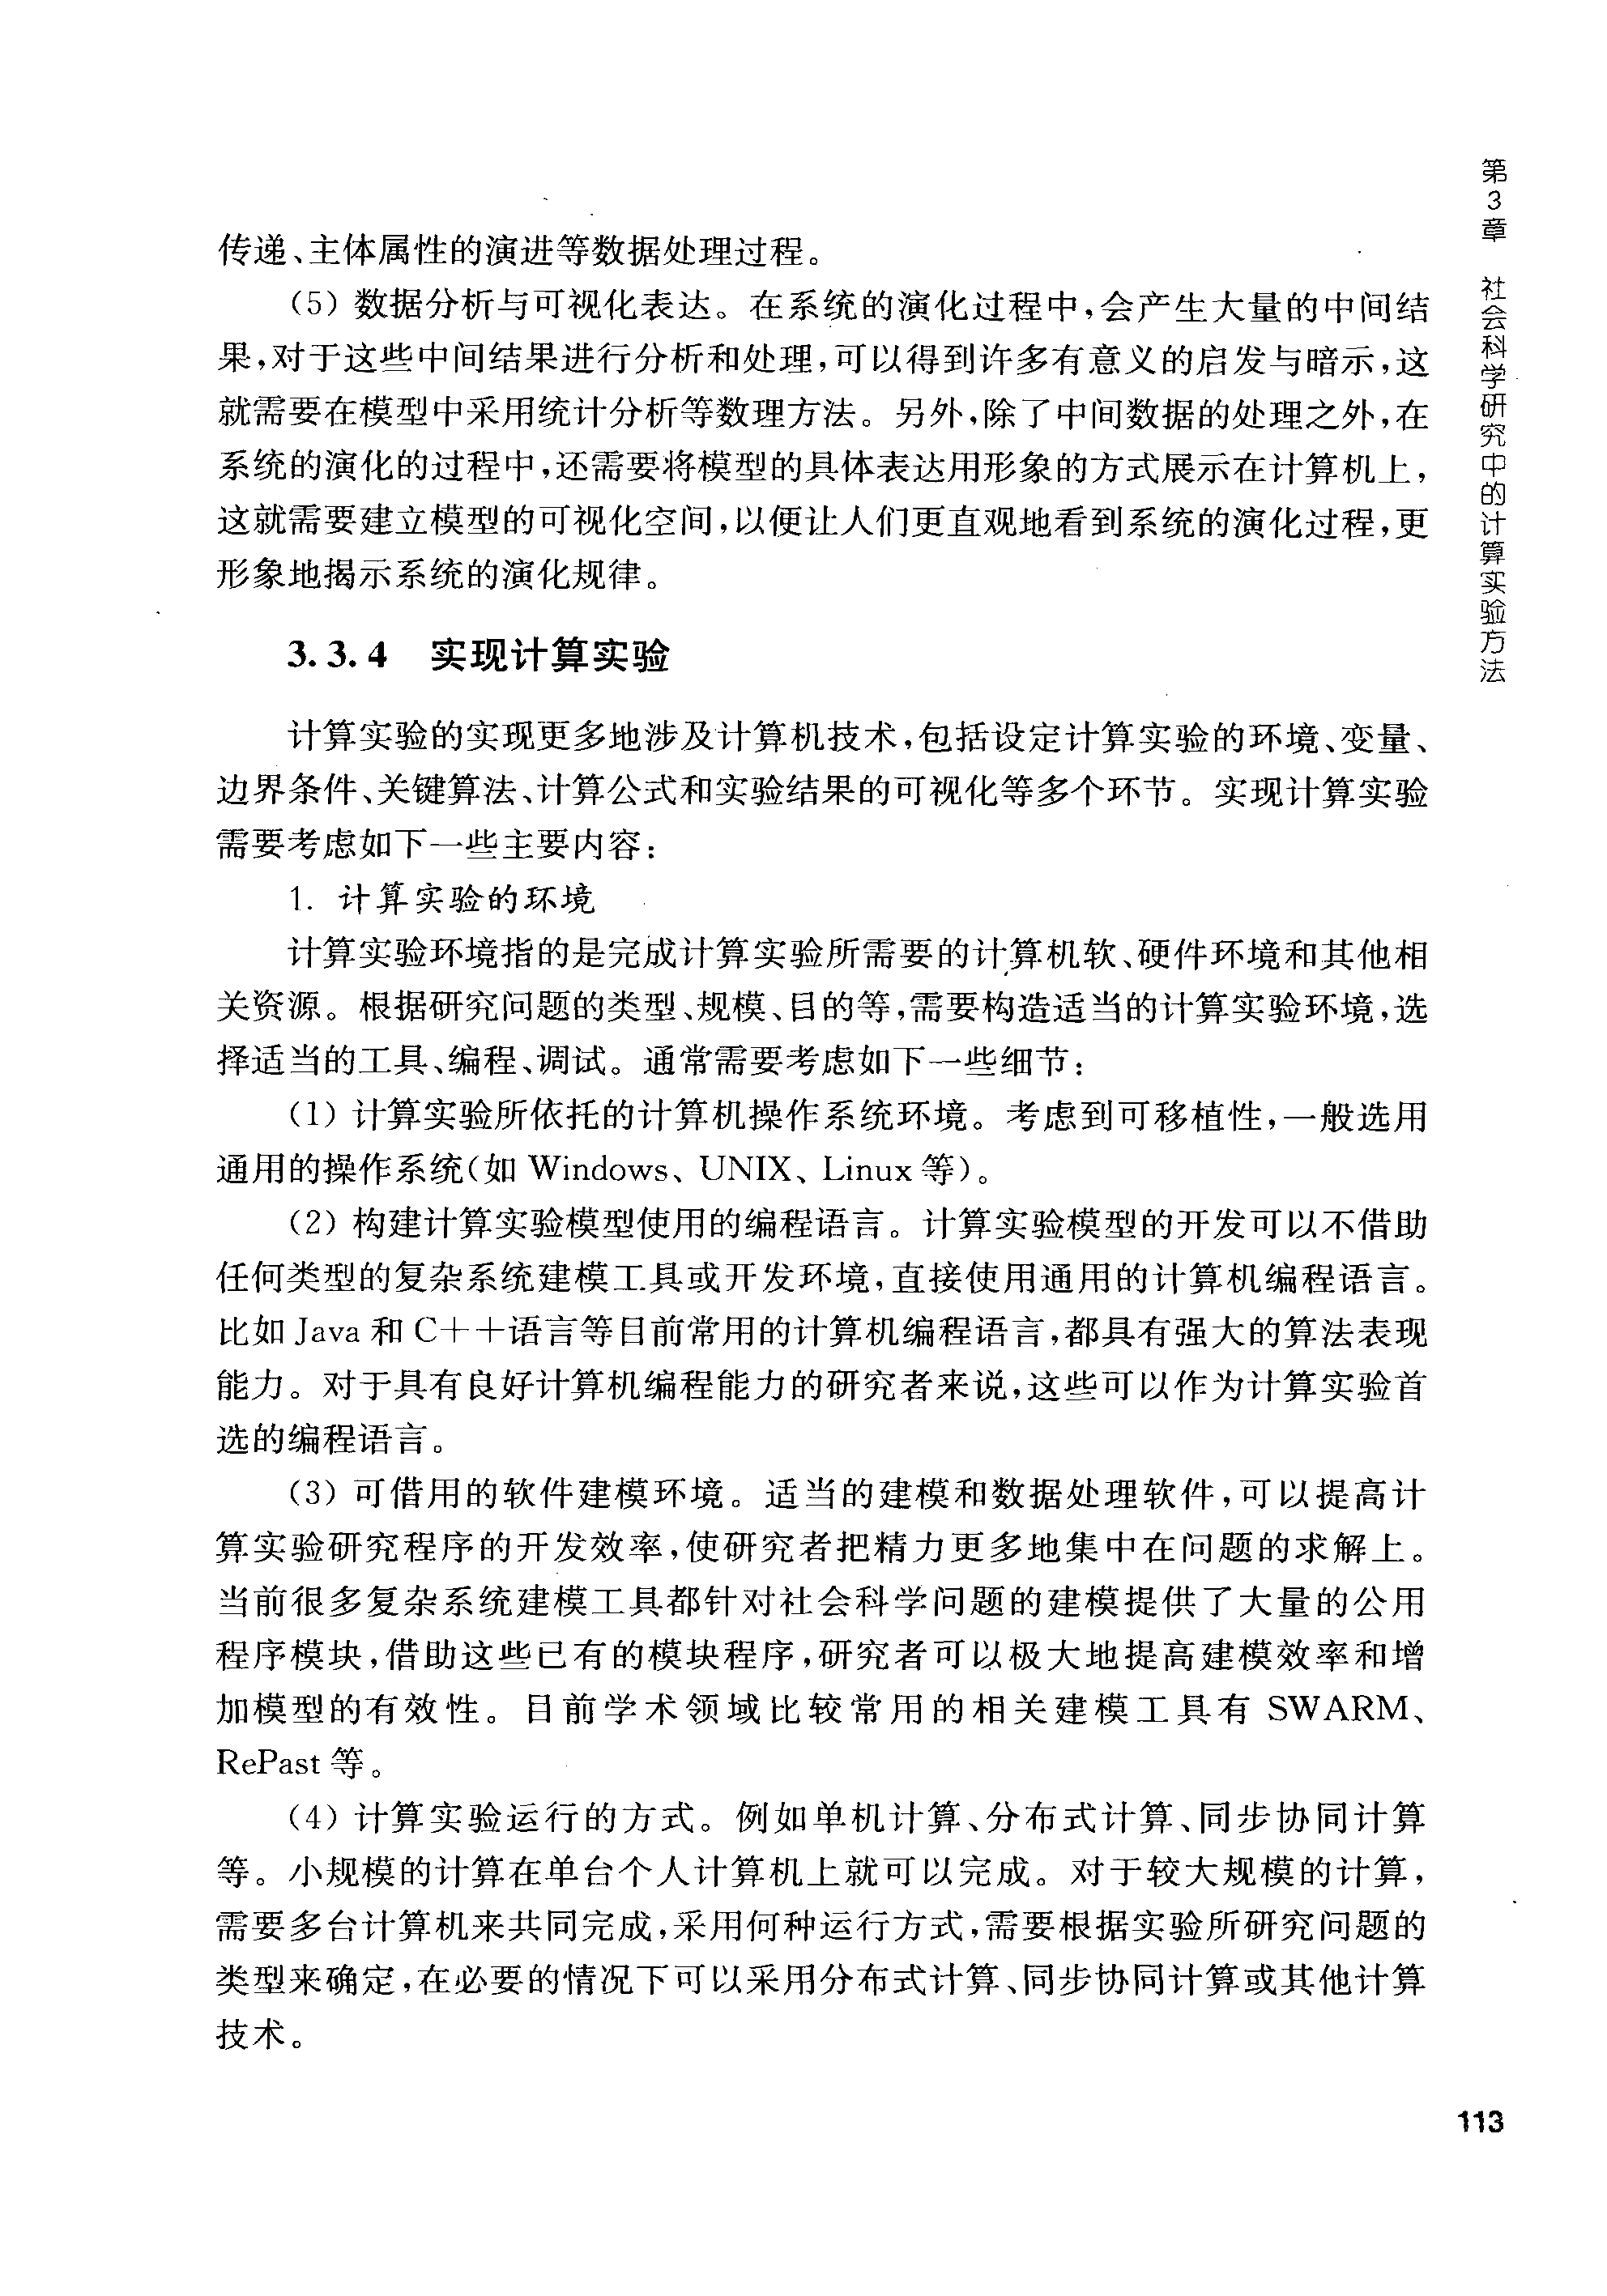 第3章 社会科学研究中的计算实验方法
传递、主体属性的演进等数据处理过程。
(5) 数据分析与可视化表达。在系统的演化过程中,会产生大量的中间结
果,对于这些中间结果进行分析和处理,可以得到许多有意义的启发与暗示,这
就需要在模型中采用统计分析等数理方法。另外,除了中间数据的处理之外,在
系统的演化的过程中,还需要将模型的具体表达用形象的方式展示在计算机上,
这就需要建立模型的可视化空间,以便让人们更直观地看到系统的演化过程,更
形象地揭示系统的演化规律。
3.3.4 实现计算实验
计算实验的实现更多地涉及计算机技术,包括设定计算实验的环境、变量、
边界条件、关键算法、计算公式和实验结果的可视化等多个环节。实现计算实验
需要考虑如下一些主要内容:
1. 计算实验的环境
计算实验环境指的是完成计算实验所需要的计算机软、硬件环境和其他相
关资源。根据研究问题的类型、规模、目的等,需要构造适当的计算实验环境,选
择适当的工具、编程、调试。通常需要考虑如下一些细节:
(1) 计算实验所依托的计算机操作系统环境。考虑到可移植性,一般选用
通用的操作系统(如 Windows、UNIX、Linux 等)。
(2) 构建计算实验模型使用的编程语言。计算实验模型的开发可以不借助
任何类型的复杂系统建模工具或开发环境,直接使用通用的计算机编程语言。
比如 Java 和 C++语言等目前常用的计算机编程语言,都具有强大的算法表现
能力。对于具有良好计算机编程能力的研究者来说,这些可以作为计算实验首
选的编程语言。
(3) 可借用的软件建模环境。适当的建模和数据处理软件,可以提高计
算实验研究程序的开发效率,使研究者把精力更多地集中在问题的求解上。
当前很多复杂系统建模工具都针对社会科学问题的建模提供了大量的公用
程序模块,借助这些已有的模块程序,研究者可以极大地提高建模效率和增
加模型的有效性。目前学术领域比较常用的相关建模工具有 SWARM、
RePast 等。
(4) 计算实验运行的方式。例如单机计算、分布式计算、同步协同计算
等。小规模的计算在单台个人计算机上就可以完成。对于较大规模的计算,
需要多台计算机来共同完成,采用何种运行方式,需要根据实验所研究问题的
类型来确定,在必要的情况下可以采用分布式计算、同步协同计算或其他计算
技术。
113